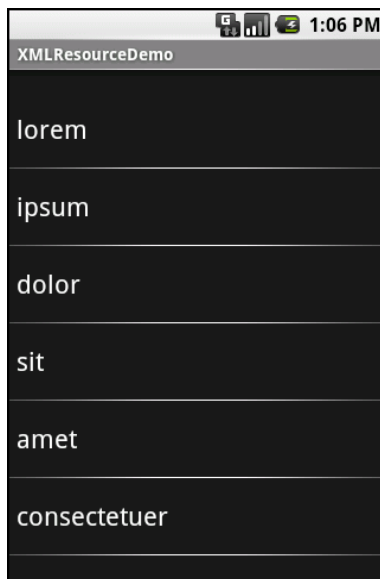 G 1:06 PM
XMLResourceDemo
lorem
ipsum
dolor
sit
amet
consectetuer